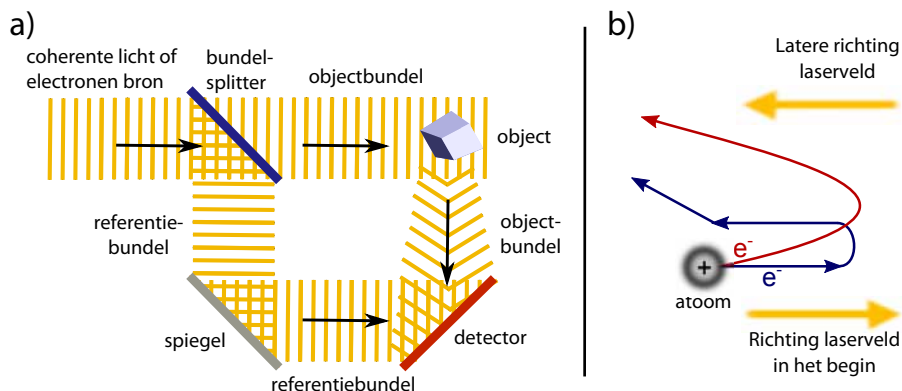 a)
coherente licht of
electronen bron
bundel-
splitter
objectbundel
object
referentie-
bundel
object-
bundel
spiegel
detector
referentiebundel
b)
Latere richting
laserveld
e-
e-
+
atoom
Richting laserveld
in het begin